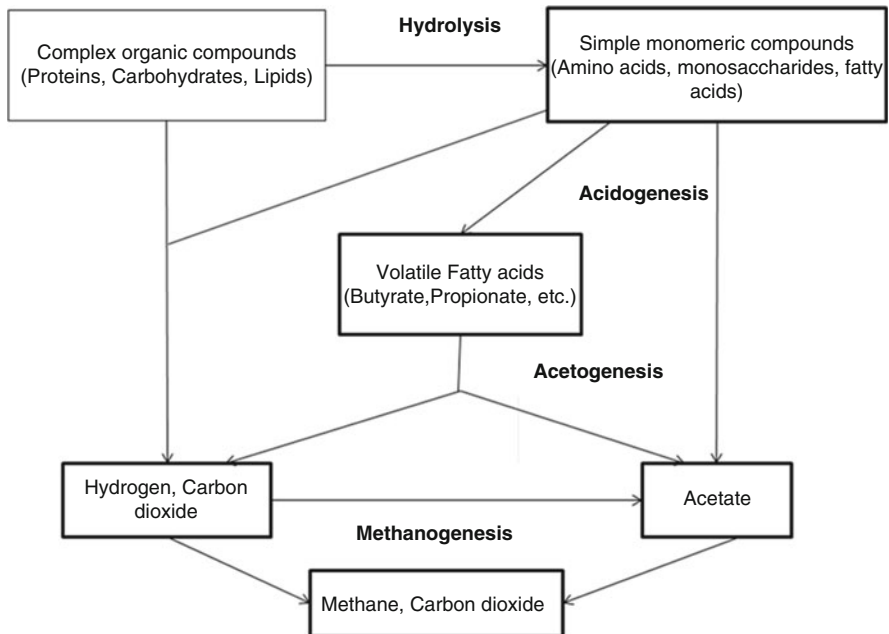 Hydrolysis
Complex organic compounds
(Proteins, Carbohydrates, Lipids)
Simple monomeric compounds
(Amino acids, monosaccharides, fatty
acids)
Acidogenesis
Volatile Fatty acids
(Butyrate,Propionate, etc.)
Acetogenesis
Hydrogen, Carbon
dioxide
Acetate
Methanogenesis
Methane, Carbon dioxide